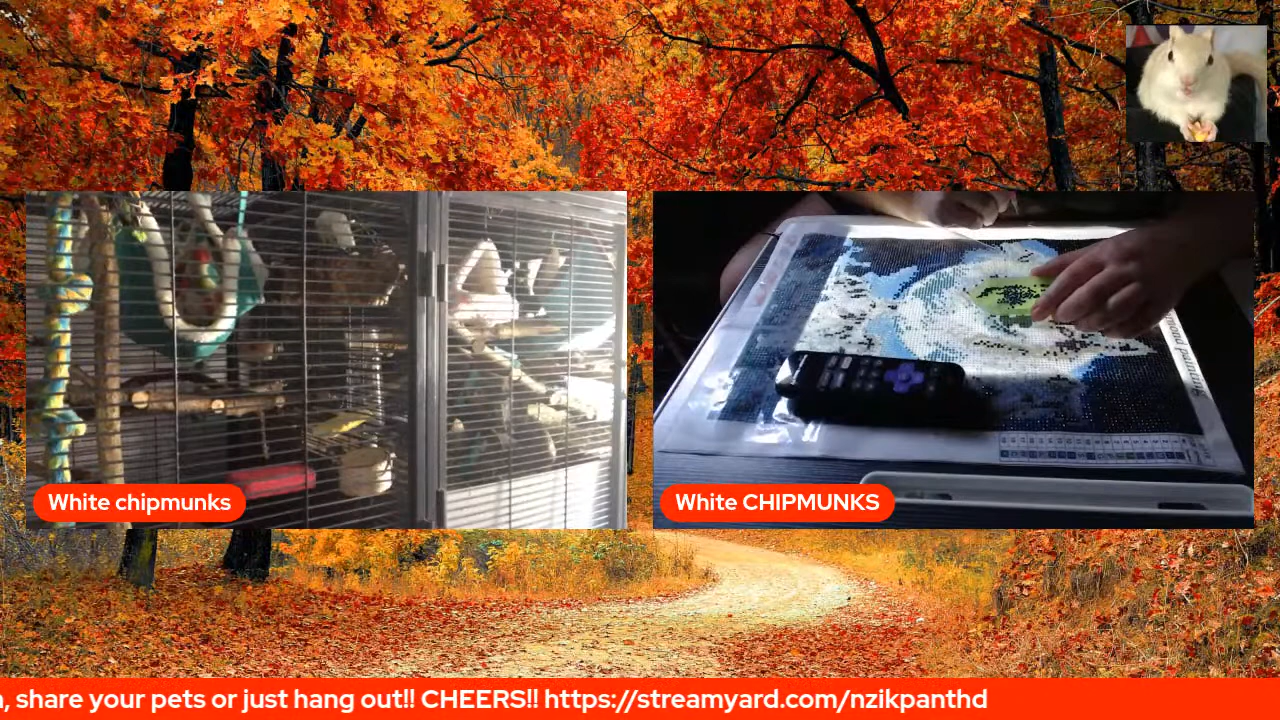 White chipmunks
White CHIPMUNKS
, share your pets or just hang out!! CHEERS!! https://streamyard.com/nzikpanthd